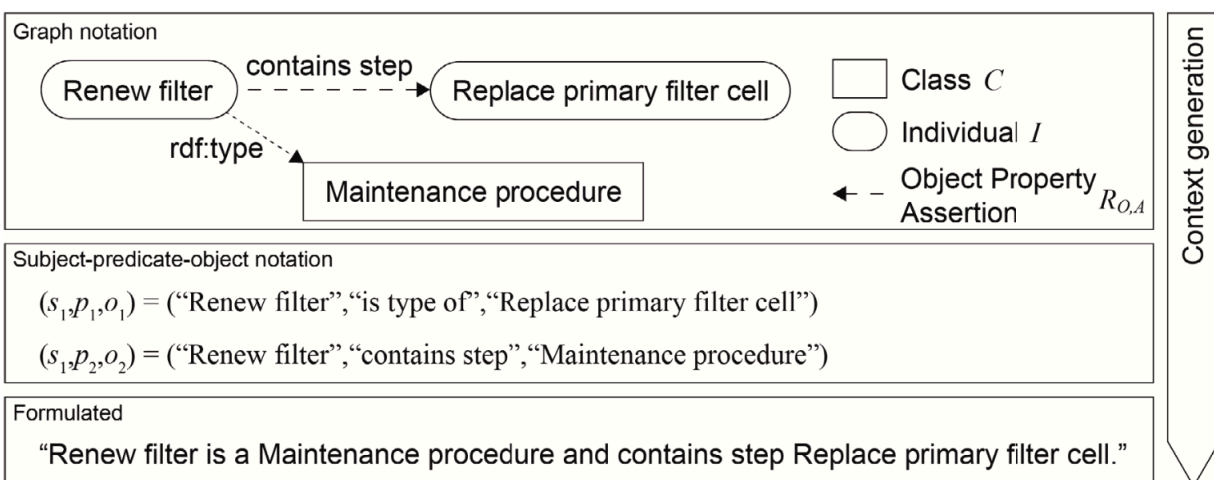 Graph notation
Renew filter
contains step
Replace primary filter cell
rdf:type
Maintenance procedure
Class C
Individual I
Object Property
Assertion R_{O,A}
Subject-predicate-object notation
(s₁,p₁,o₁) = (“Renew filter”,“is type of”,“Replace primary filter cell”)
(s₁,p₂,o₂) = (“Renew filter”,“contains step”,“Maintenance procedure”)
Formulated
“Renew filter is a Maintenance procedure and contains step Replace primary filter cell.”
Context generation